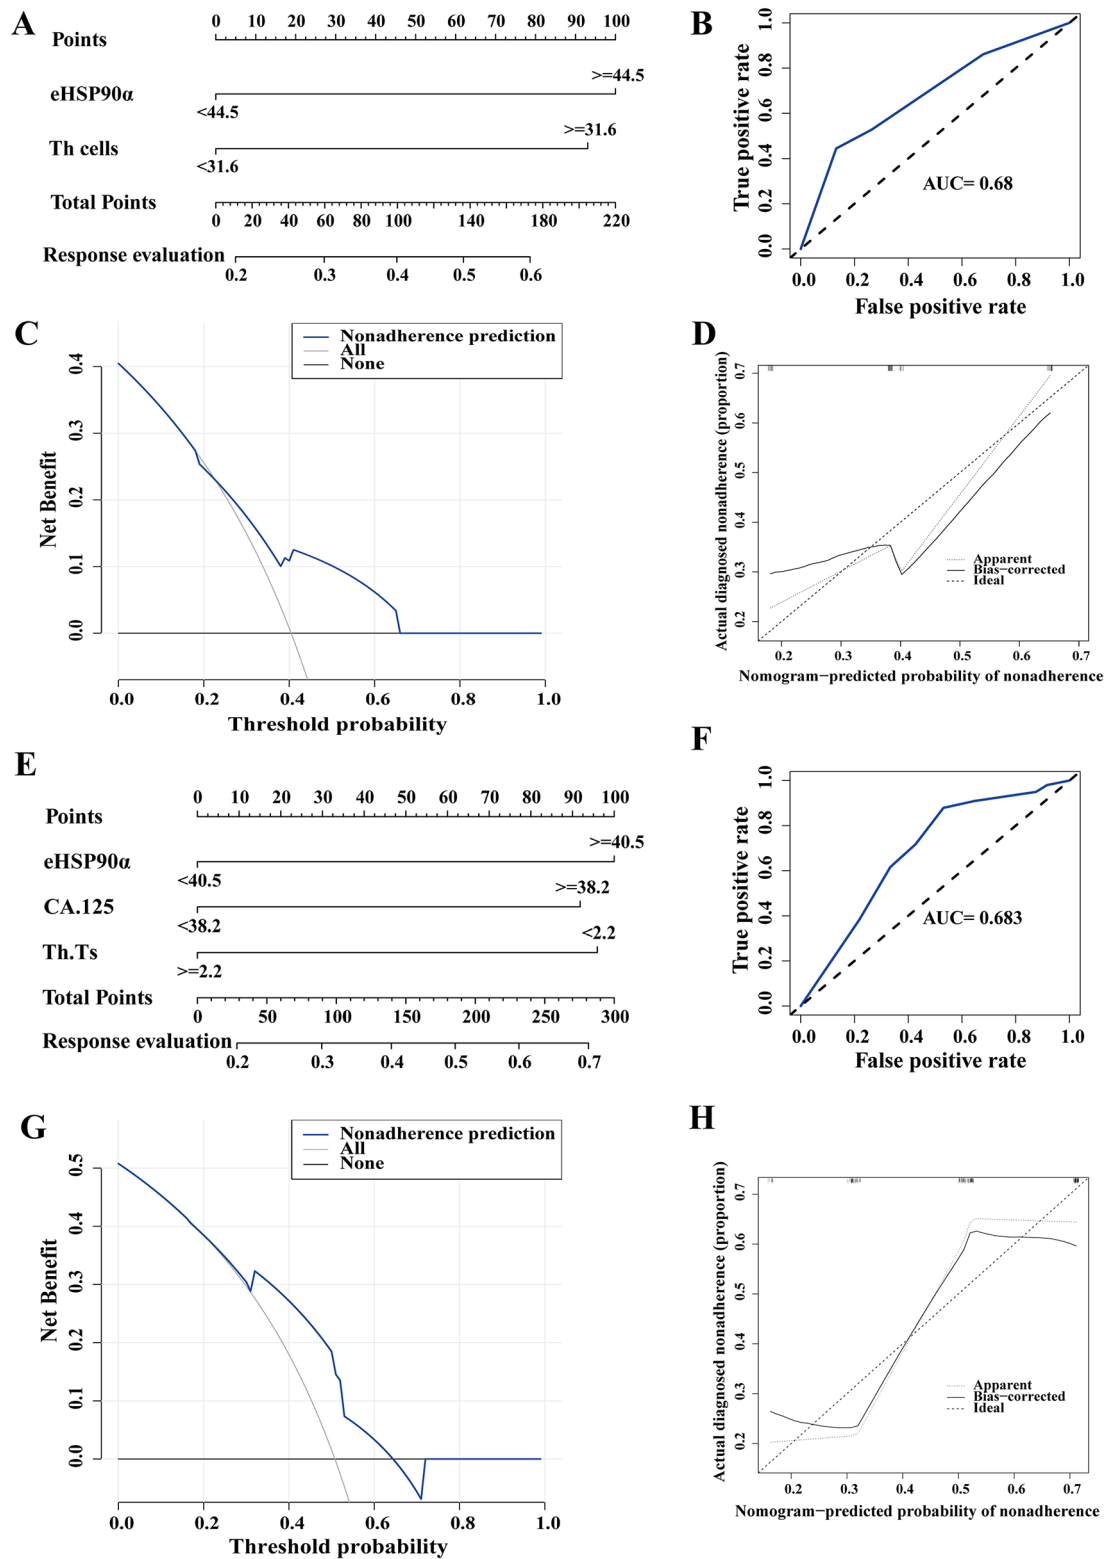 A
0 10 20 30 40 50 60 70 80 90 100
Points
>=44.5
eHSP90α
<44.5
>=31.6
Th cells
<31.6
Total Points
0 20 40 60 80 100 140 180 220
Response evaluation
0.2 0.3 0.4 0.5 0.6
B
True positive rate
0.0 0.2 0.4 0.6 0.8 1.0
AUC= 0.68
0.0 0.2 0.4 0.6 0.8 1.0
False positive rate
C
Nonadherence prediction
All
None
Net Benefit
0.0 0.1 0.2 0.3 0.4
0.0 0.2 0.4 0.6 0.8 1.0
Threshold probability
D
Actual diagnosed nonadherence (proportion)
0.2 0.3 0.4 0.5 0.6 0.7
Apparent
Bias−corrected
Ideal
0.2 0.3 0.4 0.5 0.6 0.7
Nomogram−predicted probability of nonadherence
E
0 10 20 30 40 50 60 70 80 90 100
Points
>=40.5
eHSP90α
<40.5
>=38.2
CA.125
<38.2
<2.2
Th.Ts
>=2.2
Total Points
0 50 100 150 200 250 300
Response evaluation
0.2 0.3 0.4 0.5 0.6 0.7
F
True positive rate
0.0 0.2 0.4 0.6 0.8 1.0
AUC= 0.683
0.0 0.2 0.4 0.6 0.8 1.0
False positive rate
G
Nonadherence prediction
All
None
Net Benefit
0.0 0.1 0.2 0.3 0.4 0.5
0.0 0.2 0.4 0.6 0.8 1.0
Threshold probability
H
Actual diagnosed nonadherence (proportion)
0.2 0.3 0.4 0.5 0.6 0.7
Apparent
Bias−corrected
Ideal
0.2 0.3 0.4 0.5 0.6 0.7
Nomogram−predicted probability of nonadherence